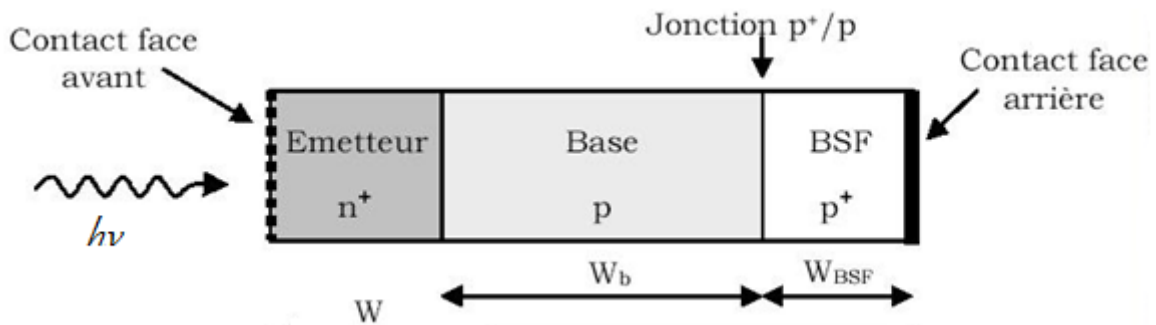 Jonction p⁺/p
Contact face
avant
Contact face
arrière
Emetteur
n⁺
Base
p
BSF
p⁺
hν
W_b
W_BSF
W